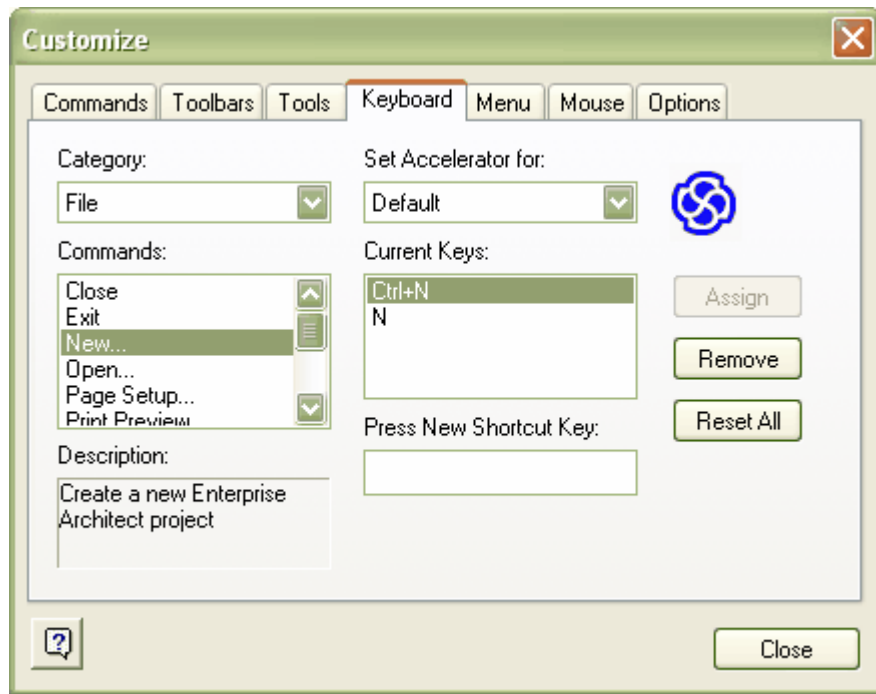 Customize
Commands Toolbars Tools Keyboard Menu Mouse Options
Category:
File
Set Accelerator for:
Default
Commands:
Close
Exit
New...
Open...
Page Setup...
Print Preview
Current Keys:
Ctrl+N
N
Assign
Remove
Reset All
Press New Shortcut Key:
Description:
Create a new Enterprise
Architect project
?
Close